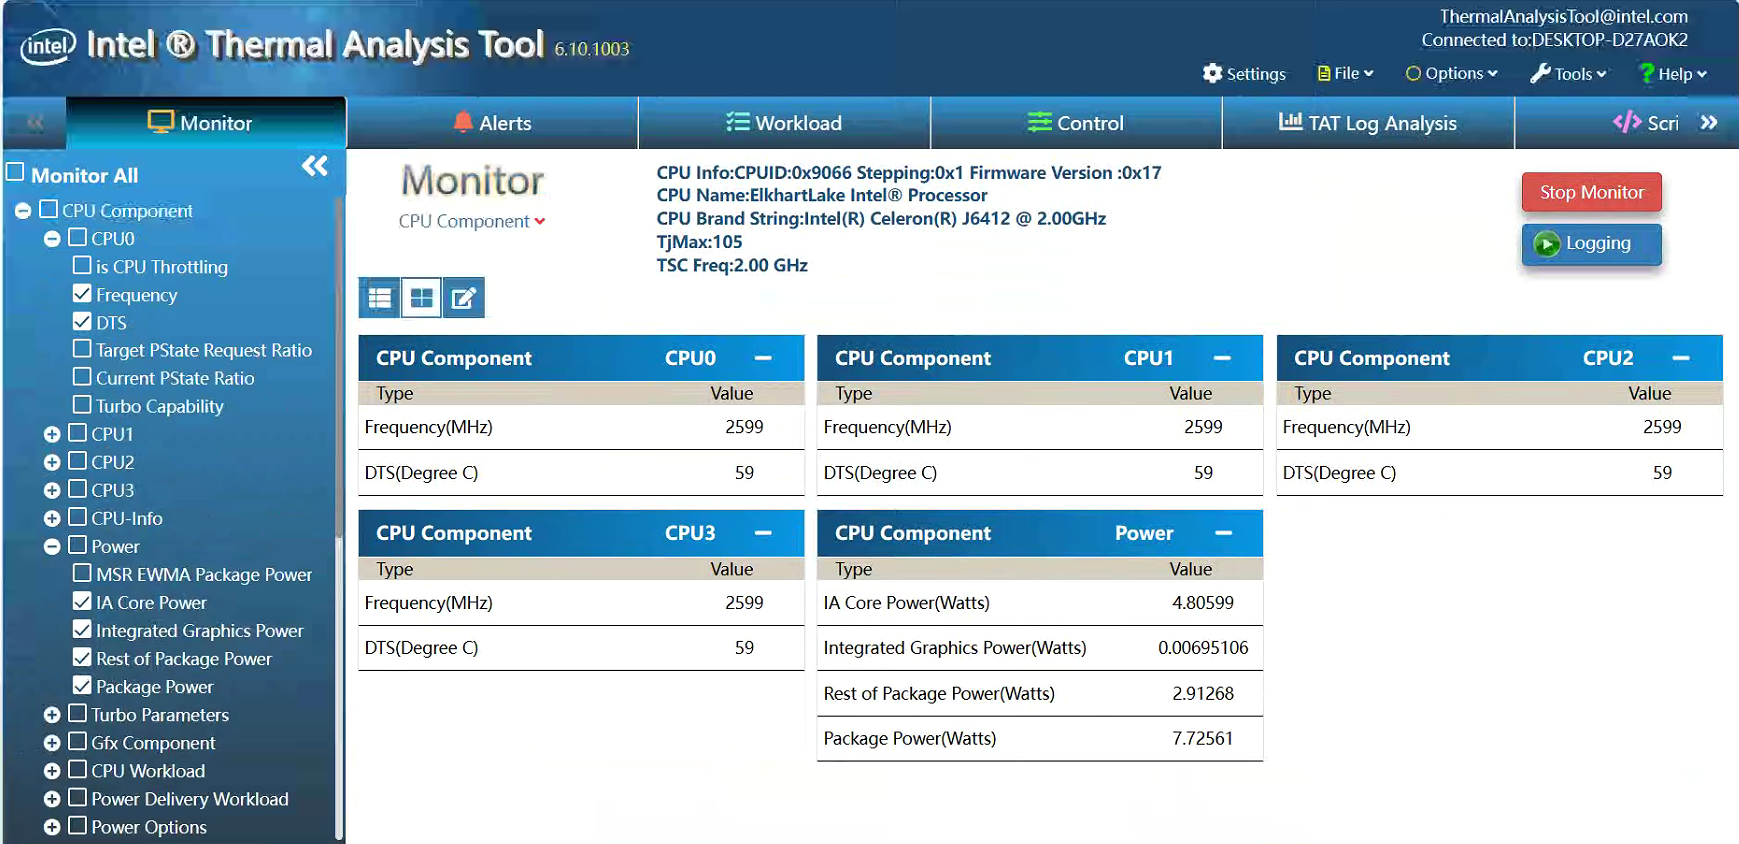 ThermalAnalysisTool@intel.com
intel Intel ® Thermal Analysis Tool 6.10.1003
Connected to:DESKTOP-D27AOK2
Settings File Options Tools Help
Monitor Alerts Workload Control TAT Log Analysis Scri
Monitor All
CPU Component
CPU0
is CPU Throttling
Frequency
DTS
Target PState Request Ratio
Current PState Ratio
Turbo Capability
CPU1
CPU2
CPU3
CPU-Info
Power
MSR EWMA Package Power
IA Core Power
Integrated Graphics Power
Rest of Package Power
Package Power
Turbo Parameters
Gfx Component
CPU Workload
Power Delivery Workload
Power Options
Monitor
CPU Component
CPU Info:CPUID:0x9066 Stepping:0x1 Firmware Version :0x17
CPU Name:ElkhartLake Intel® Processor
CPU Brand String:Intel(R) Celeron(R) J6412 @ 2.00GHz
TjMax:105
TSC Freq:2.00 GHz
Stop Monitor
Logging
CPU Component CPU0
Type Value
Frequency(MHz) 2599
DTS(Degree C) 59
CPU Component CPU1
Type Value
Frequency(MHz) 2599
DTS(Degree C) 59
CPU Component CPU2
Type Value
Frequency(MHz) 2599
DTS(Degree C) 59
CPU Component CPU3
Type Value
Frequency(MHz) 2599
DTS(Degree C) 59
CPU Component Power
Type Value
IA Core Power(Watts) 4.80599
Integrated Graphics Power(Watts) 0.00695106
Rest of Package Power(Watts) 2.91268
Package Power(Watts) 7.72561